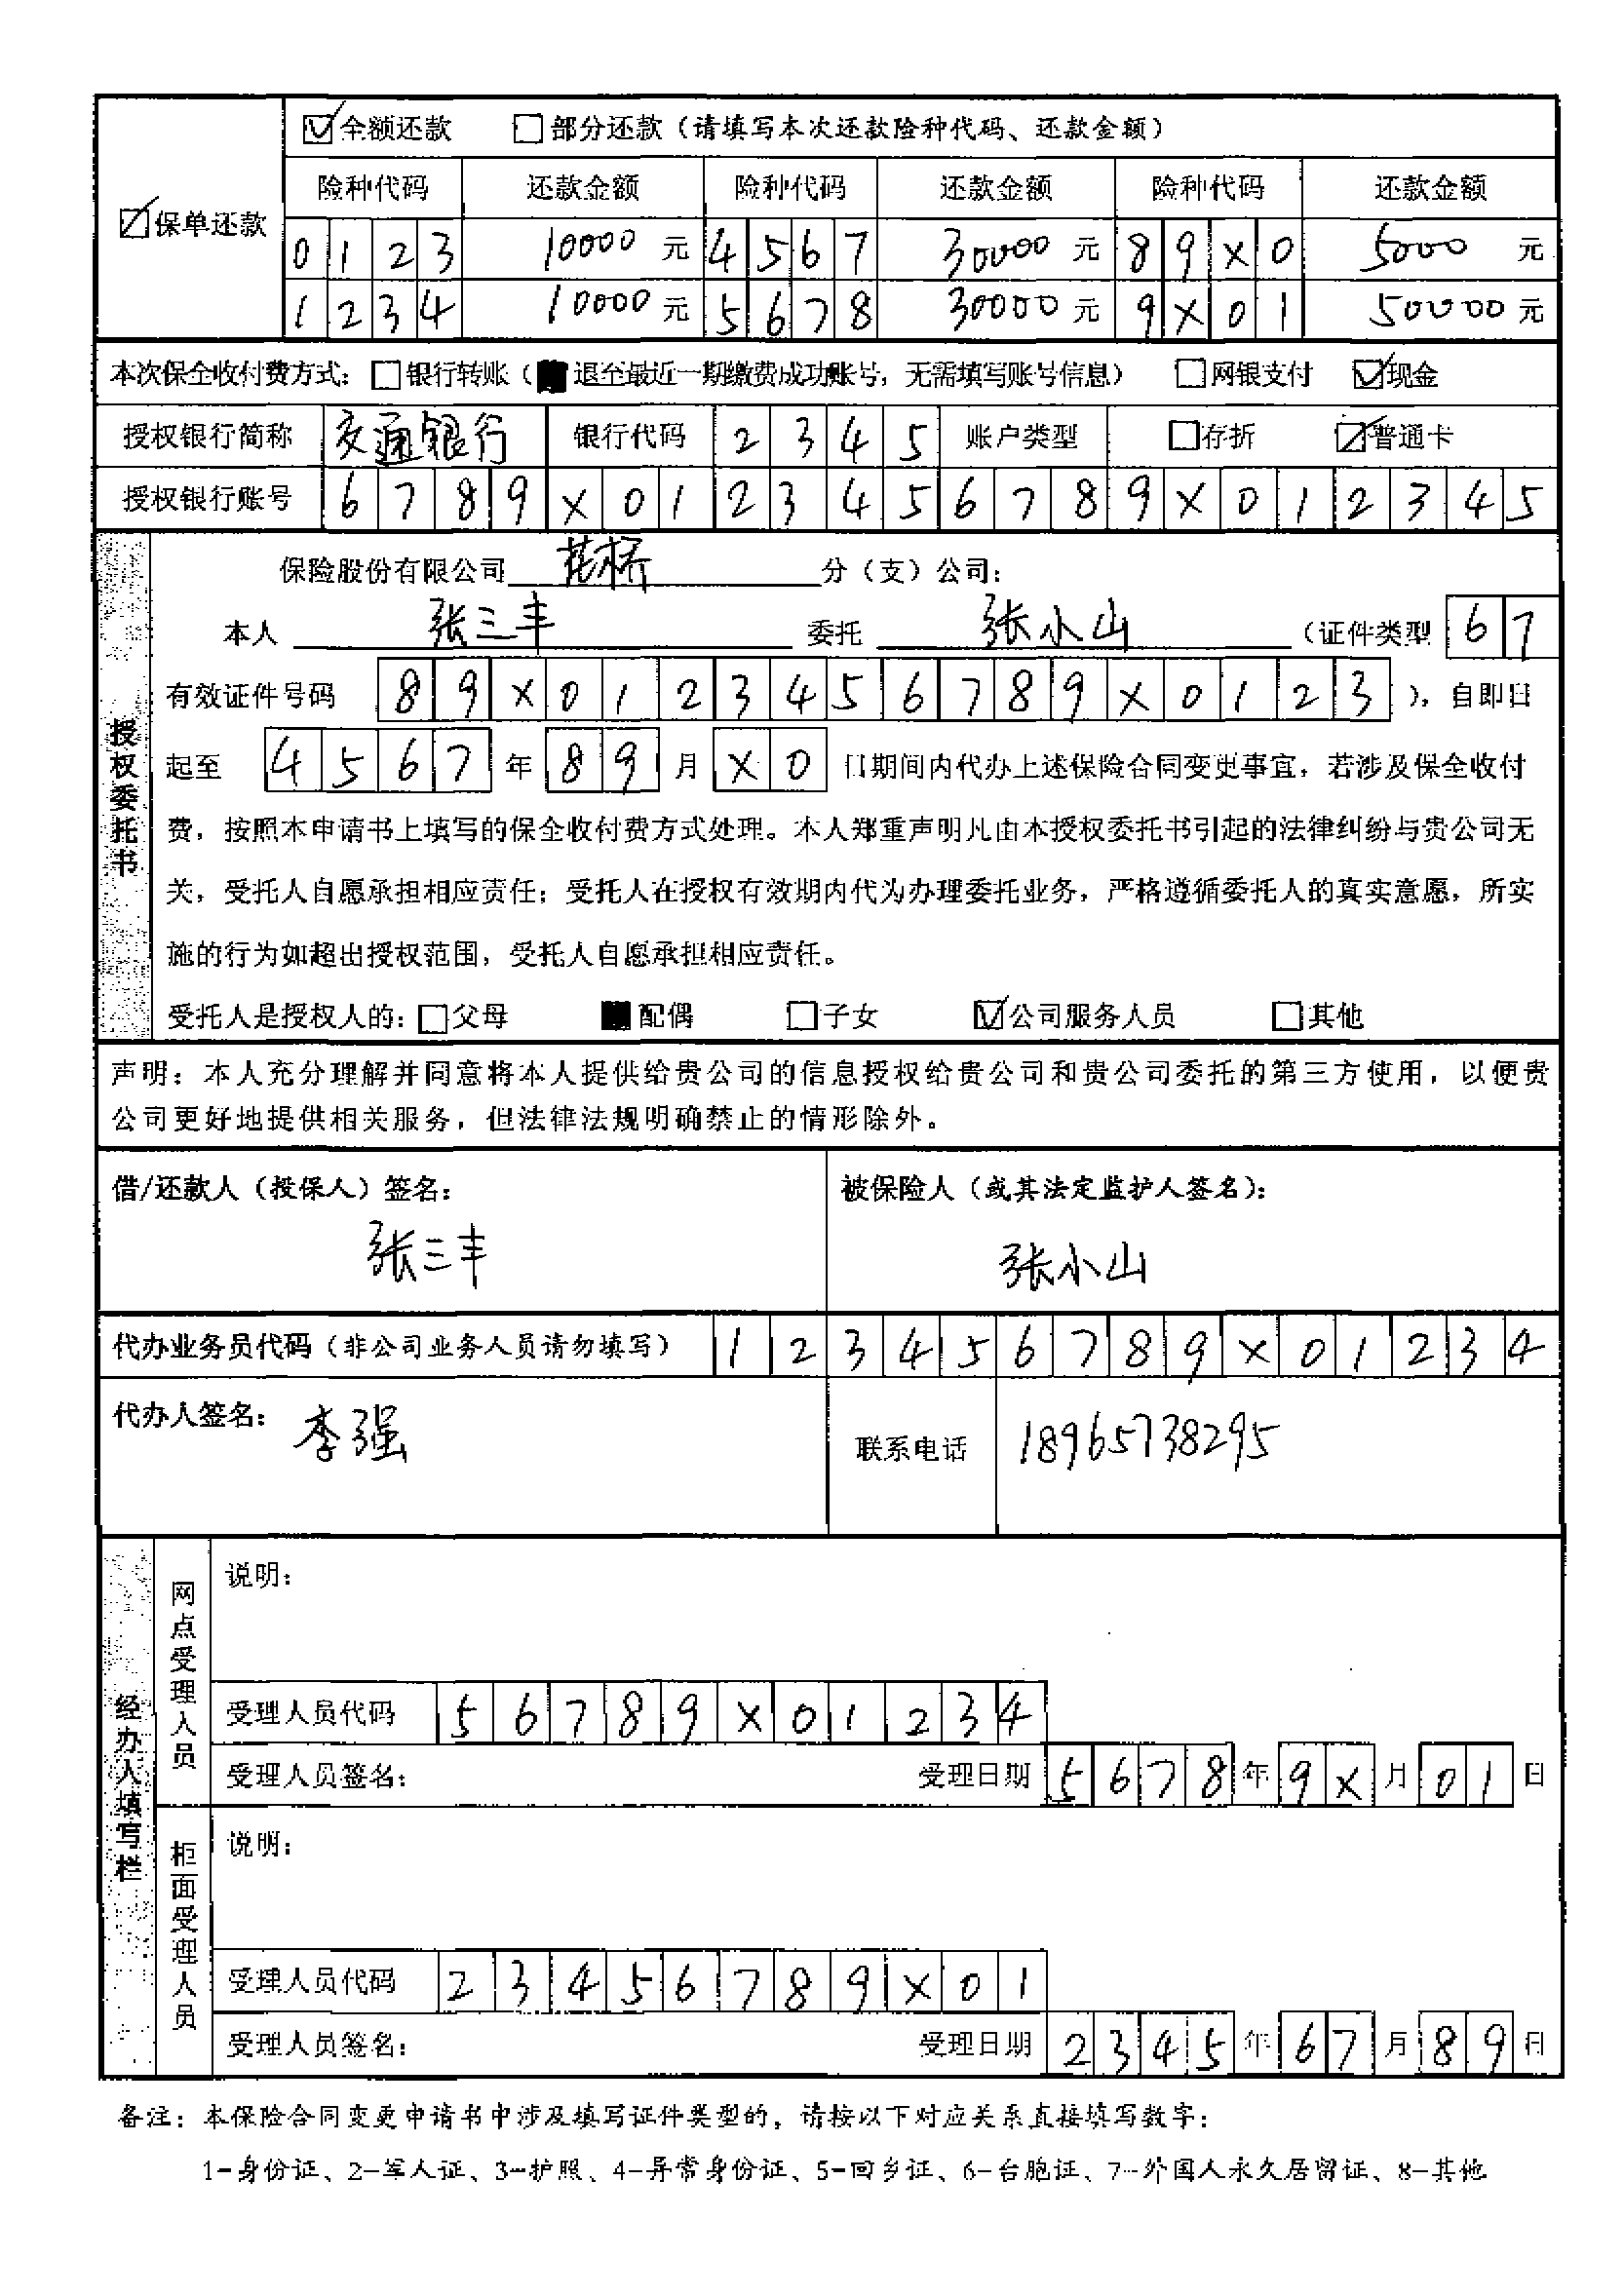 ☑全额还款 ☐部分还款（请填写本次还款险种代码、还款金额）
险种代码 还款金额 险种代码 还款金额 险种代码 还款金额
☑保单还款
0123 10000 元 4567 30000 元 89X0 5000 元
1234 10000 元 5678 30000 元 9X01 50000 元
本次保全收付费方式：☐银行转账（■退至最近一期缴费成功账号，无需填写账号信息） ☐网银支付 ☑现金
授权银行简称 交通银行 银行代码 2345 账户类型 ☐存折 ☑普通卡
授权银行账号 6789X0123456789X012345
授权委托书
保险股份有限公司 花桥 分（支）公司：
本人 张三丰 委托 张小山 （证件类型 67
有效证件号码 89X0123456789X0123 ），自即日
起至 4567 年 89 月 X0 日期间内代办上述保险合同变更事宜，若涉及保全收付
费，按照本申请书上填写的保全收付费方式处理。本人郑重声明凡由本授权委托书引起的法律纠纷与贵公司无
关，受托人自愿承担相应责任；受托人在授权有效期内代为办理委托业务，严格遵循委托人的真实意愿，所实
施的行为如超出授权范围，受托人自愿承担相应责任。
受托人是授权人的：☐父母 ■配偶 ☐子女 ☑公司服务人员 ☐其他
声明：本人充分理解并同意将本人提供给贵公司的信息授权给贵公司和贵公司委托的第三方使用，以便贵
公司更好地提供相关服务，但法律法规明确禁止的情形除外。
借/还款人（投保人）签名： 被保险人（或其法定监护人签名）：
张三丰 张小山
代办业务员代码（非公司业务人员请勿填写） 123456789X01234
代办人签名： 李强 联系电话 18965738295
经办人填写栏
网点受理人员
说明：
受理人员代码 56789X01234
受理人员签名： 受理日期 5678 年 9X 月 01 日
柜面受理人员
说明：
受理人员代码 23456789X01
受理人员签名： 受理日期 2345 年 67 月 89 日
备注：本保险合同变更申请书中涉及填写证件类型的，请按以下对应关系直接填写数字：
1-身份证、2-军人证、3-护照、4-异常身份证、5-回乡证、6-台胞证、7-外国人永久居留证、8-其他